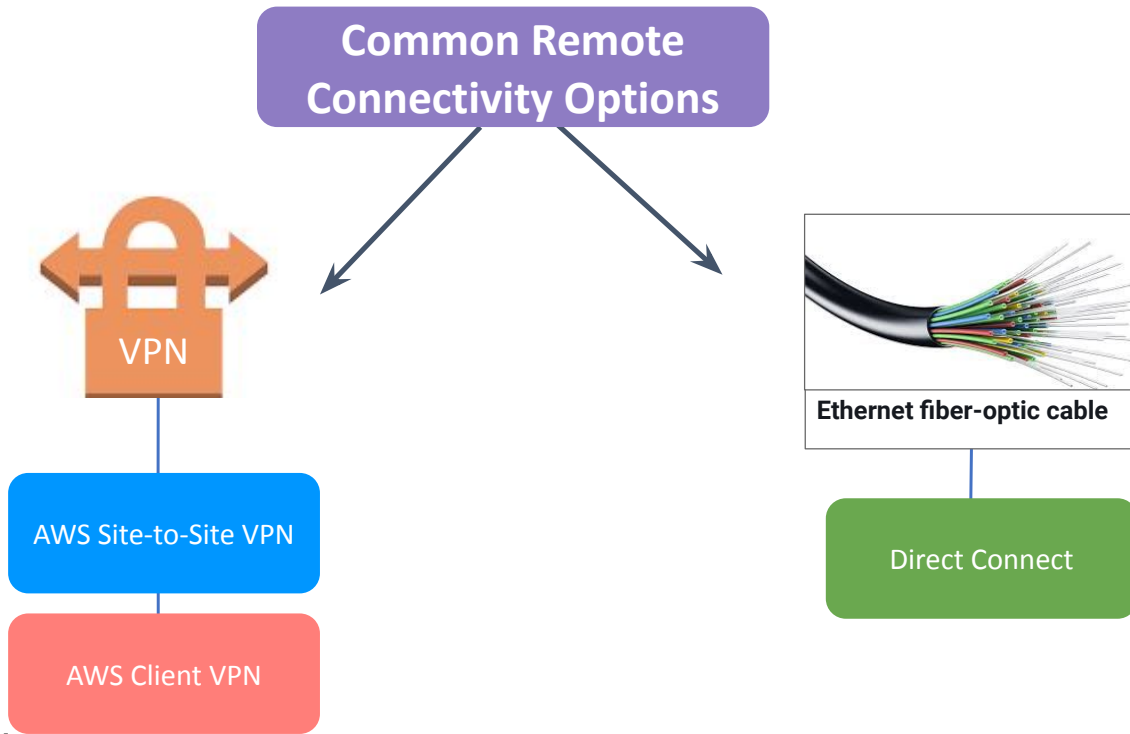 Common Remote
Connectivity Options
VPN
Ethernet fiber-optic cable
AWS Site-to-Site VPN
Direct Connect
AWS Client VPN